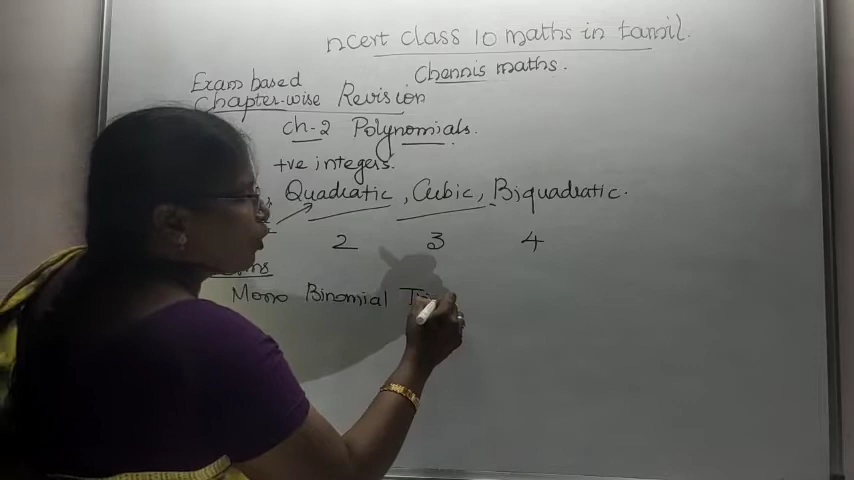 ncert class 10 maths in tamil.
Chennis maths.
Exam based
Chapter-wise Revision
Ch-2 Polynomials.
+ve integers.
Quadratic, Cubic, Biquadratic.
2 3 4
Mono Binomial